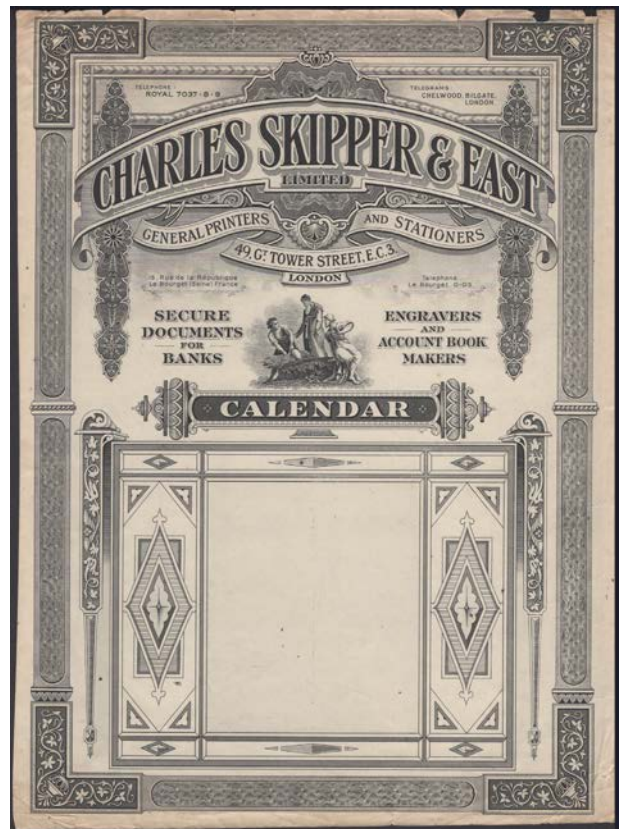 TELEPHONE:
ROYAL 7037-8-9
TELEGRAMS:
CHELWOOD, BILGATE,
LONDON.
CHARLES SKIPPER & EAST
LIMITED
GENERAL PRINTERS AND STATIONERS
49, GT TOWER STREET, E.C.3.
LONDON
15, Rue de la République
Le Bourget (Seine) France
Telephone
Le Bourget, 0-05
SECURE
DOCUMENTS
FOR
BANKS
ENGRAVERS
AND
ACCOUNT BOOK
MAKERS
CALENDAR